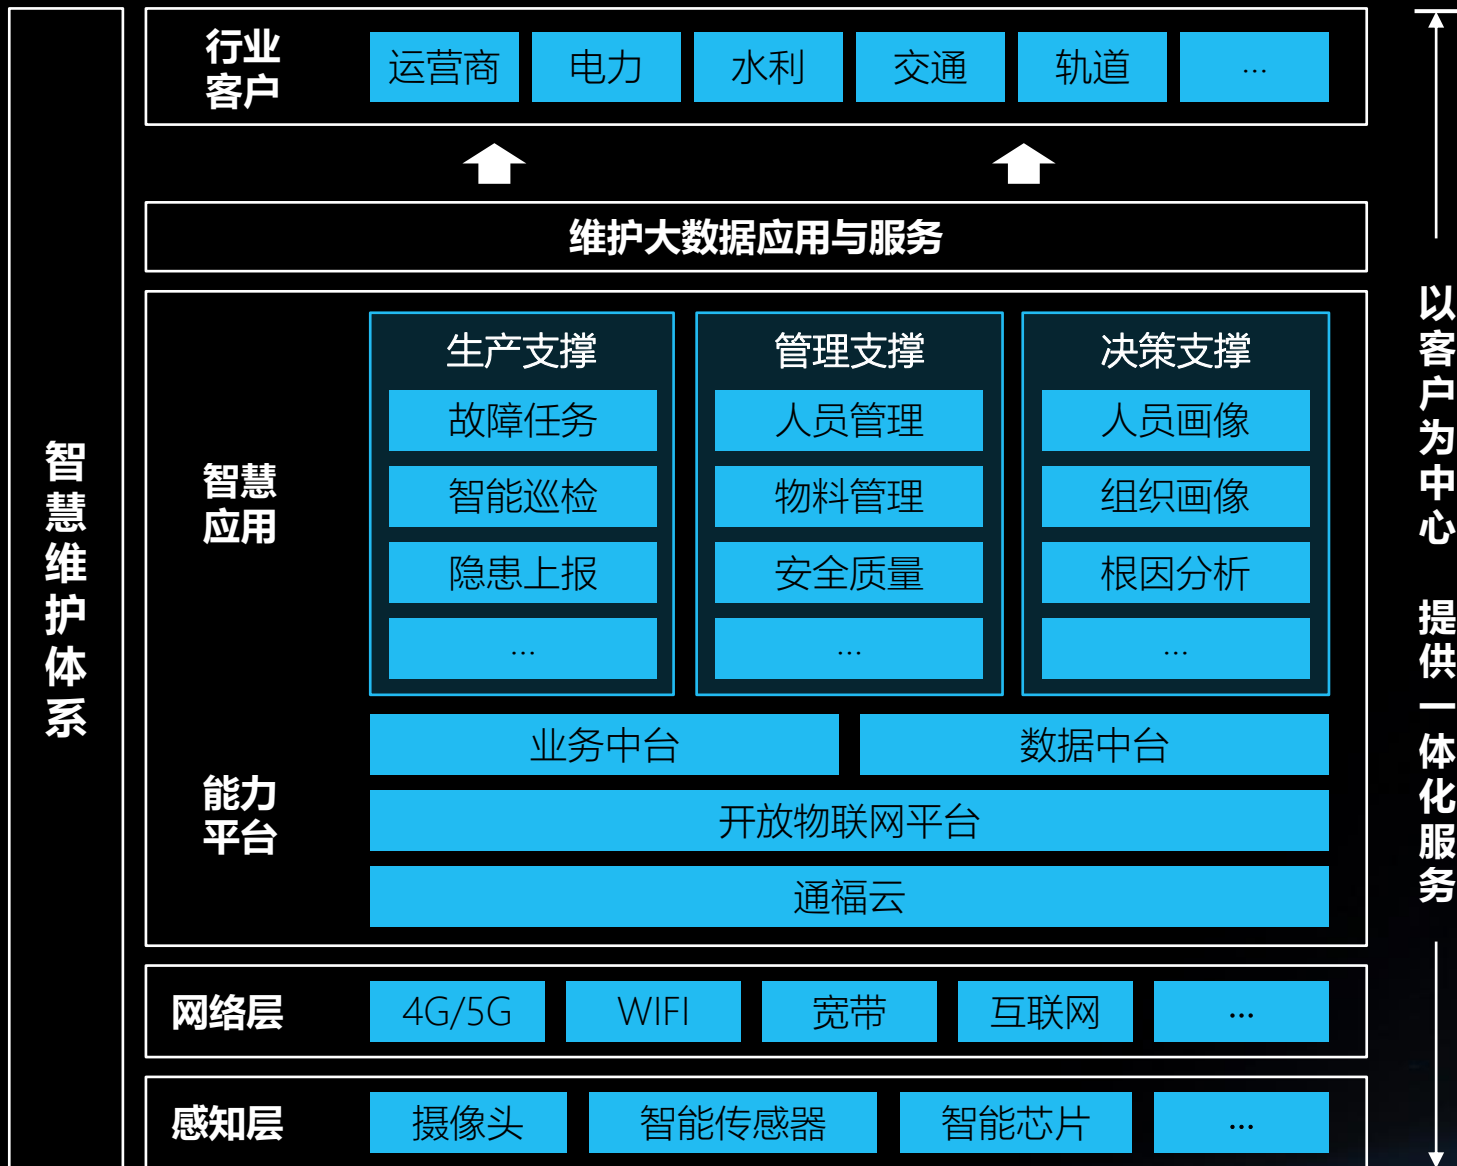 智慧维护体系
行业
客户
运营商 电力 水利 交通 轨道 ...
维护大数据应用与服务
智慧
应用
生产支撑
故障任务
智能巡检
隐患上报
...
管理支撑
人员管理
物料管理
安全质量
...
决策支撑
人员画像
组织画像
根因分析
...
能力
平台
业务中台 数据中台
开放物联网平台
通福云
网络层 4G/5G WIFI 宽带 互联网 ...
感知层 摄像头 智能传感器 智能芯片 ...
以客户为中心 提供一体化服务